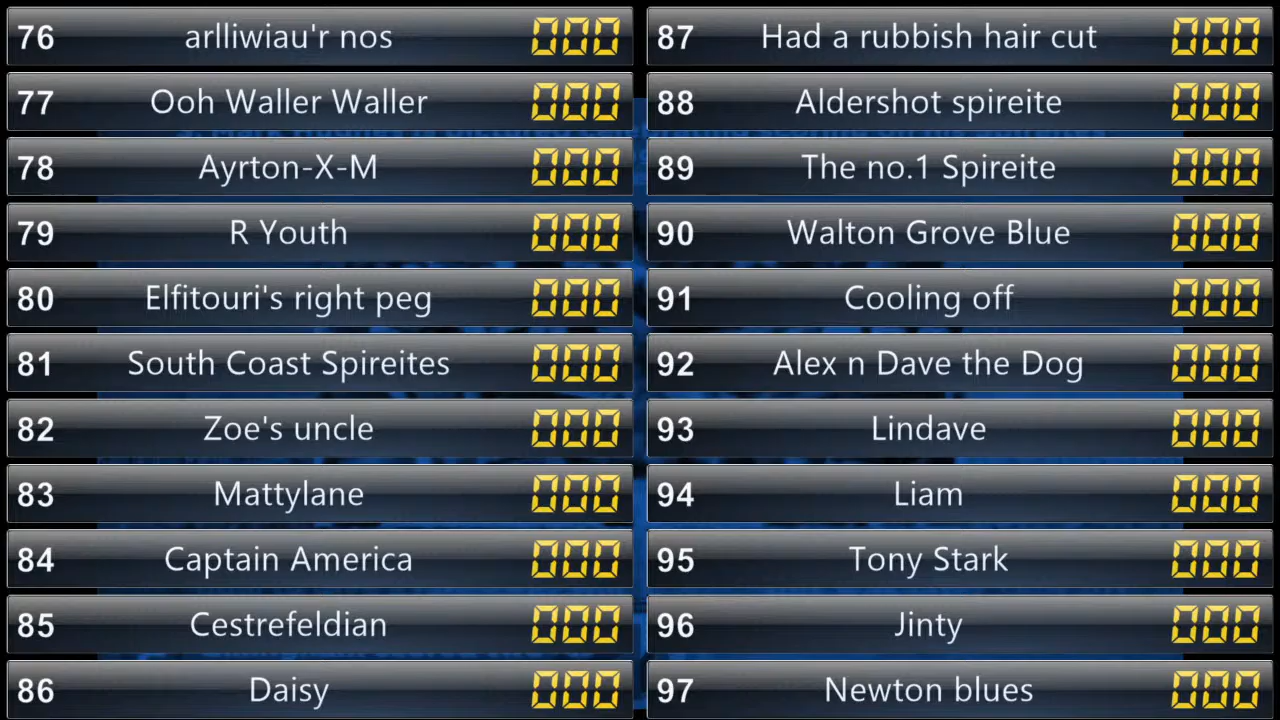 76 arlliwiau'r nos 000
77 Ooh Waller Waller 000
78 Ayrton-X-M 000
79 R Youth 000
80 Elfitouri's right peg 000
81 South Coast Spireites 000
82 Zoe's uncle 000
83 Mattylane 000
84 Captain America 000
85 Cestrefeldian 000
86 Daisy 000
87 Had a rubbish hair cut 000
88 Aldershot spireite 000
89 The no.1 Spireite 000
90 Walton Grove Blue 000
91 Cooling off 000
92 Alex n Dave the Dog 000
93 Lindave 000
94 Liam 000
95 Tony Stark 000
96 Jinty 000
97 Newton blues 000